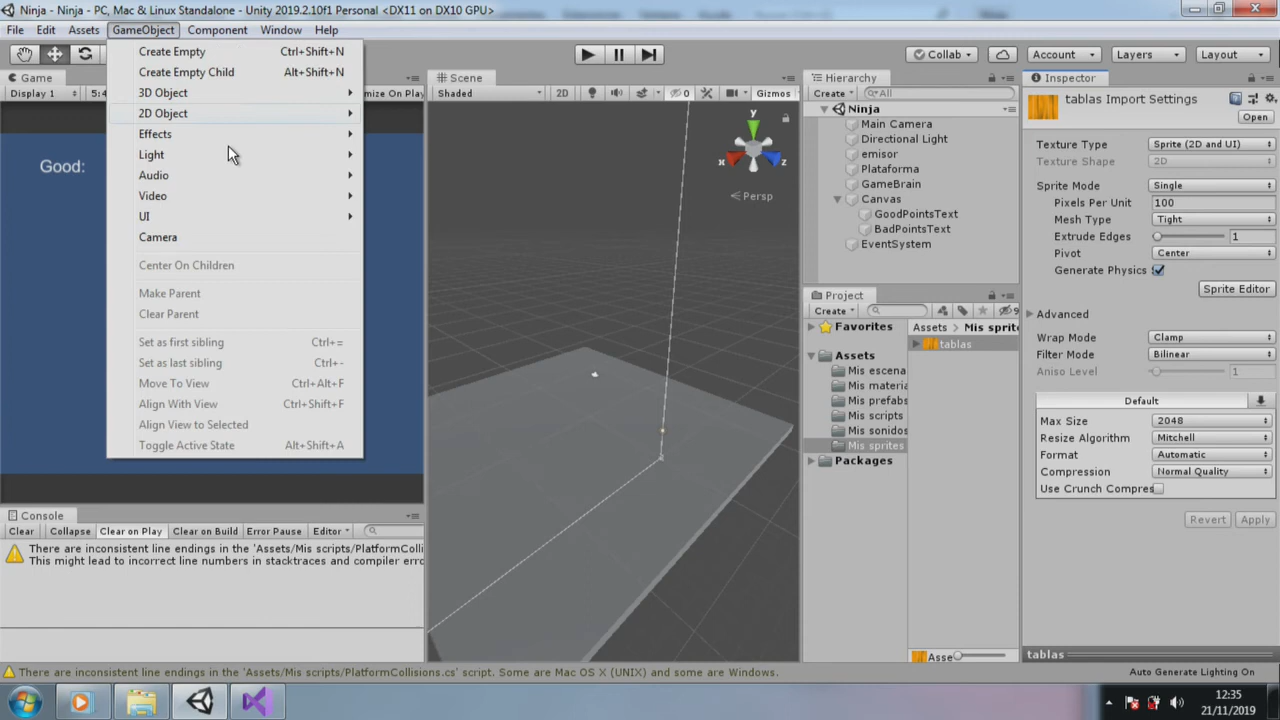 Ninja - Ninja - PC, Mac & Linux Standalone - Unity 2019.2.10f1 Personal <DX11 on DX10 GPU>
File Edit Assets GameObject Component Window Help
Collab Account Layers Layout
Game
Display 1 5:4 Maximize On Play
Good:
Create Empty Ctrl+Shift+N
Create Empty Child Alt+Shift+N
3D Object
2D Object
Effects
Light
Audio
Video
UI
Camera
Center On Children
Make Parent
Clear Parent
Set as first sibling Ctrl+=
Set as last sibling Ctrl+-
Move To View Ctrl+Alt+F
Align With View Ctrl+Shift+F
Align View to Selected
Toggle Active State Alt+Shift+A
Scene
Shaded 2D 0 Gizmos
y
x z
Persp
Hierarchy
Create All
Ninja
Main Camera
Directional Light
emisor
Plataforma
GameBrain
Canvas
GoodPointsText
BadPointsText
EventSystem
Project
Create 9
Favorites
Assets
Mis escena
Mis materia
Mis prefabs
Mis scripts
Mis sonidos
Mis sprites
Packages
Assets Mis sprite
tablas
Asse
Inspector
tablas Import Settings
Open
Texture Type Sprite (2D and UI)
Texture Shape 2D
Sprite Mode Single
Pixels Per Unit 100
Mesh Type Tight
Extrude Edges 1
Pivot Center
Generate Physics
Sprite Editor
Advanced
Wrap Mode Clamp
Filter Mode Bilinear
Aniso Level 1
Default
Max Size 2048
Resize Algorithm Mitchell
Format Automatic
Compression Normal Quality
Use Crunch Compres
Revert Apply
tablas
Console
Clear Collapse Clear on Play Clear on Build Error Pause Editor
There are inconsistent line endings in the 'Assets/Mis scripts/PlatformCollisi
This might lead to incorrect line numbers in stacktraces and compiler erro
There are inconsistent line endings in the 'Assets/Mis scripts/PlatformCollisions.cs' script. Some are Mac OS X (UNIX) and some are Windows.
Auto Generate Lighting On
12:35
21/11/2019